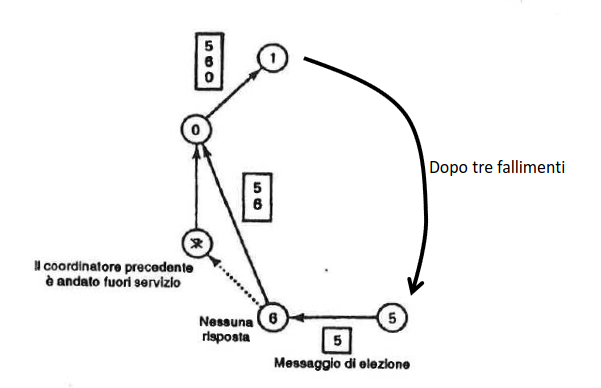 5
6
0
1
0
Dopo tre fallimenti
5
6
Il coordinatore precedente
è andato fuori servizio
Nessuna
risposta
6
5
5
Messaggio di elezione